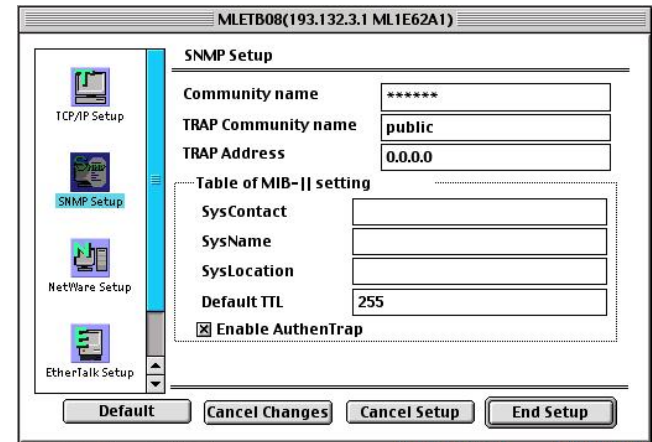 MLETB08(193.132.3.1 ML1E62A1)
TCP/IP Setup
SNMP Setup
NetWare Setup
EtherTalk Setup
SNMP Setup
Community name ******
TRAP Community name public
TRAP Address 0.0.0.0
Table of MIB-|| setting
SysContact
SysName
SysLocation
Default TTL 255
Enable AuthenTrap
Default Cancel Changes Cancel Setup End Setup